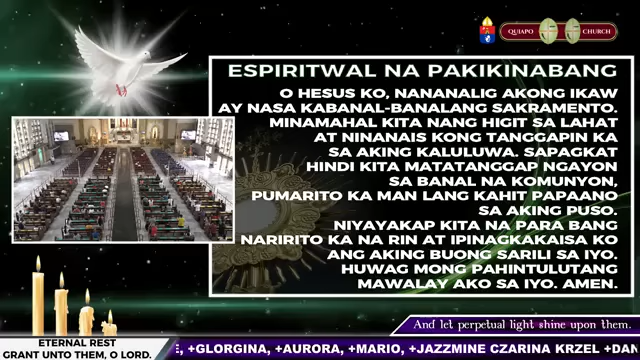 QUIAPO CHURCH
ESPIRITWAL NA PAKIKINABANG
O HESUS KO, NANANALIG AKONG IKAW
AY NASA KABANAL-BANALANG SAKRAMENTO.
MINAMAHAL KITA NANG HIGIT SA LAHAT
AT NINANAIS KONG TANGGAPIN KA
SA AKING KALULUWA. SAPAGKAT
HINDI KITA MATATANGGAP NGAYON
SA BANAL NA KOMUNYON,
PUMARITO KA MAN LANG KAHIT PAPAANO
SA AKING PUSO.
NIYAYAKAP KITA NA PARA BANG
NARIRITO KA NA RIN AT IPINAGKAKAISA KO
ANG AKING BUONG SARILI SA IYO.
HUWAG MONG PAHINTULUTANG
MAWALAY AKO SA IYO. AMEN.
And let perpetual light shine upon them.
ETERNAL REST
GRANT UNTO THEM, O LORD.
E, +GLORGINA, +AURORA, +MARIO, +JAZZMINE CZARINA KRZEL +DAN